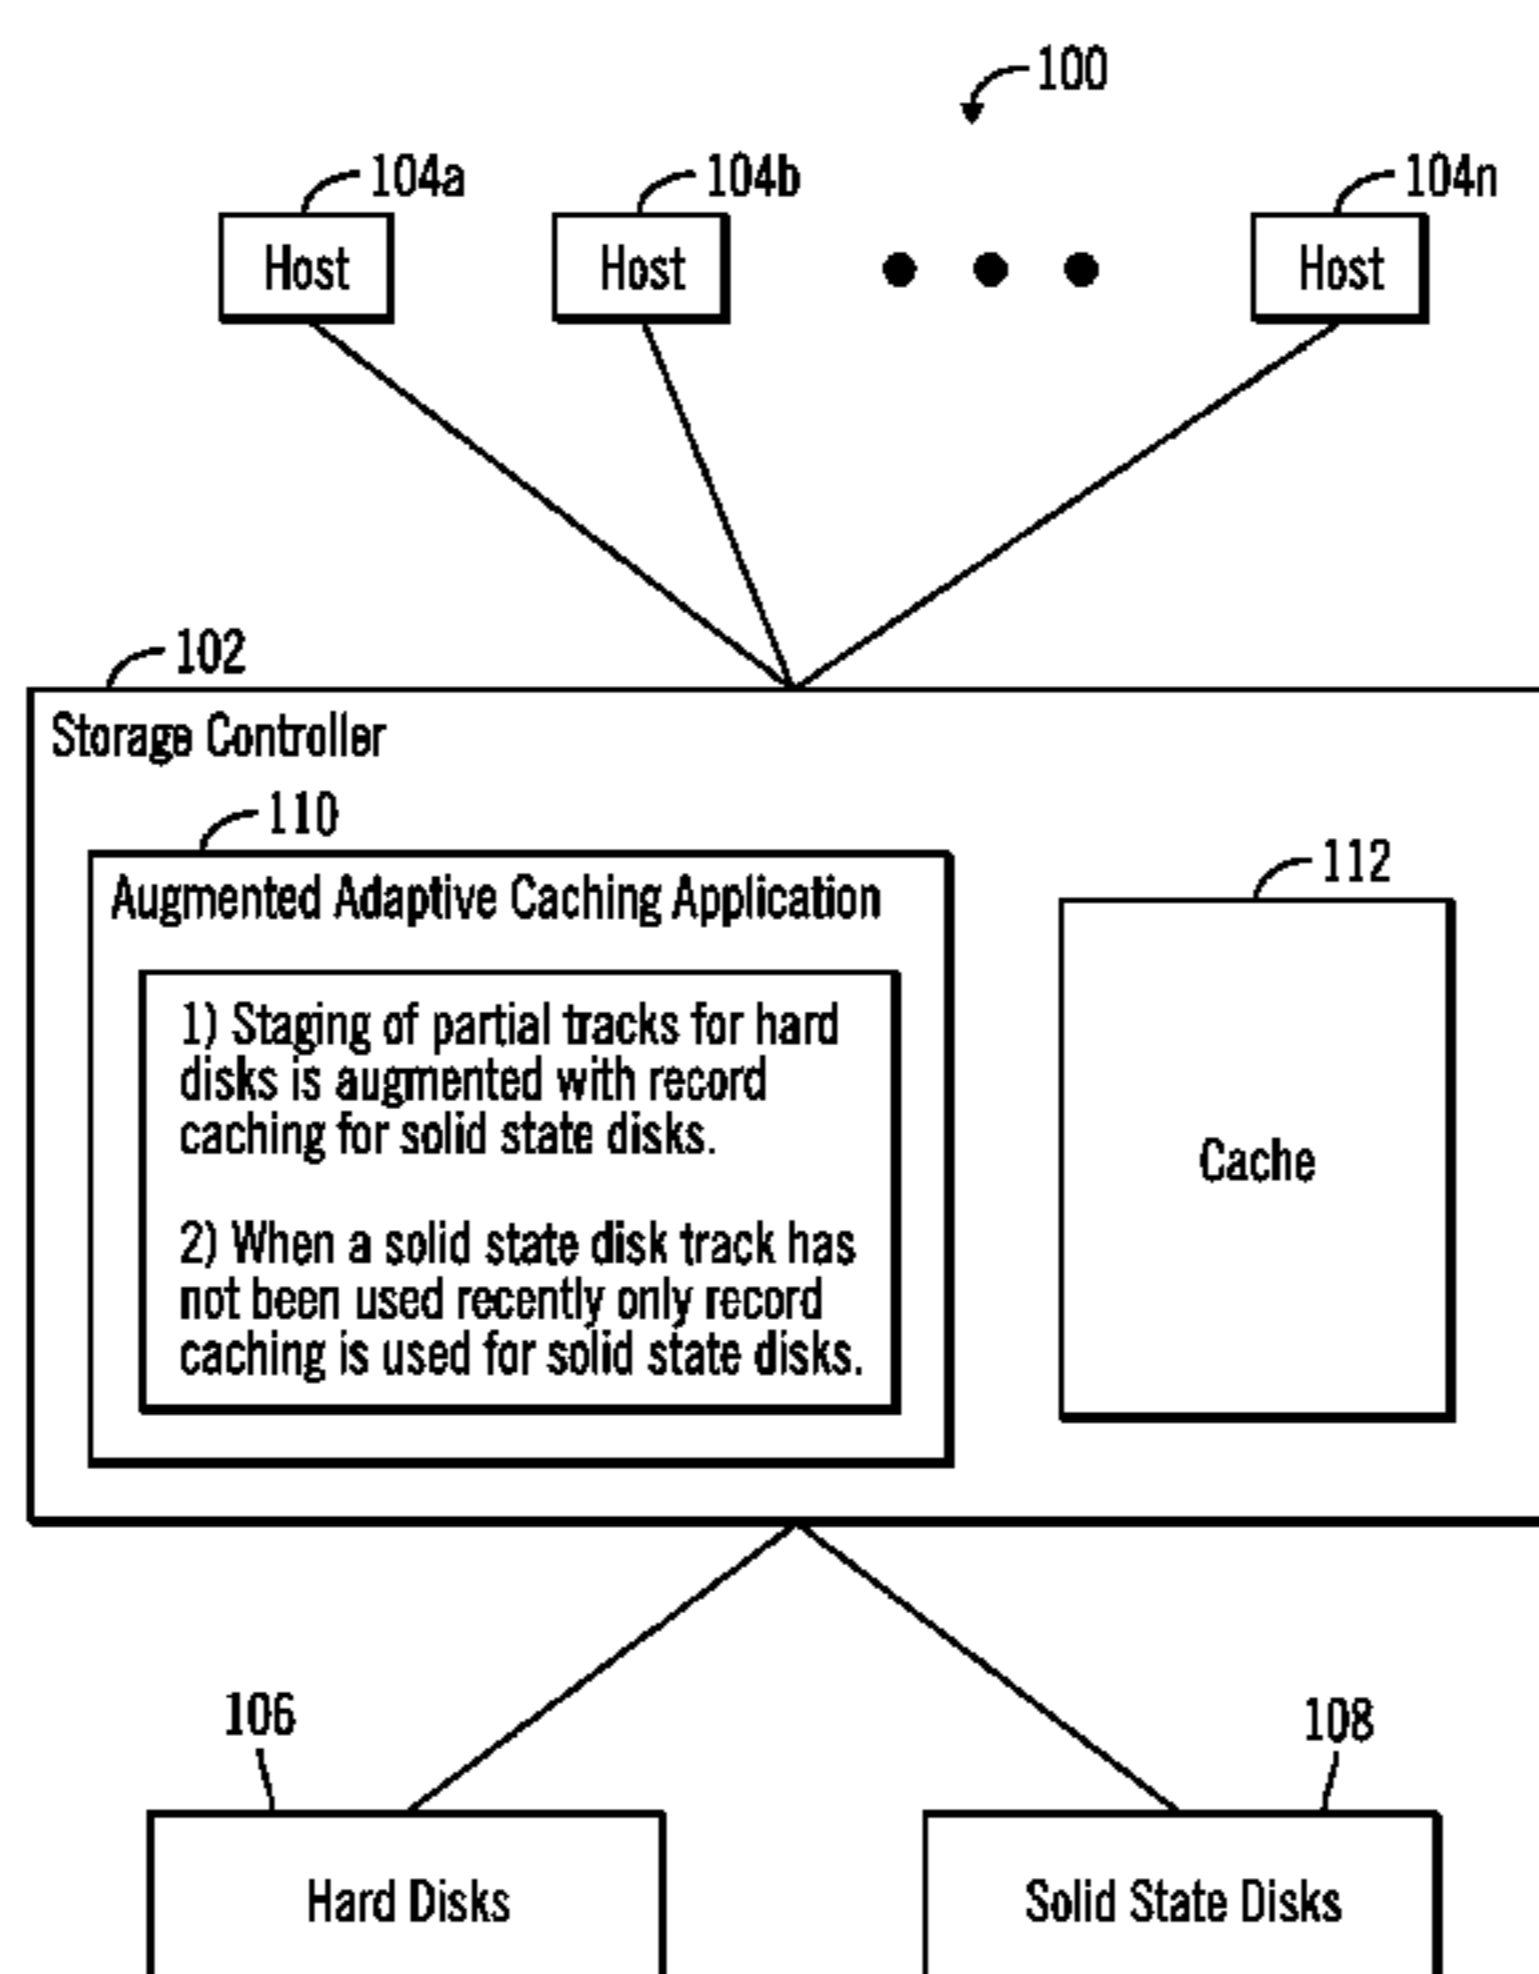 100
104a
104b
104n
Host
Host
Host
102
Storage Controller
110
Augmented Adaptive Caching Application
1) Staging of partial tracks for hard
disks is augmented with record
caching for solid state disks.
2) When a solid state disk track has
not been used recently only record
caching is used for solid state disks.
112
Cache
106
108
Hard Disks
Solid State Disks